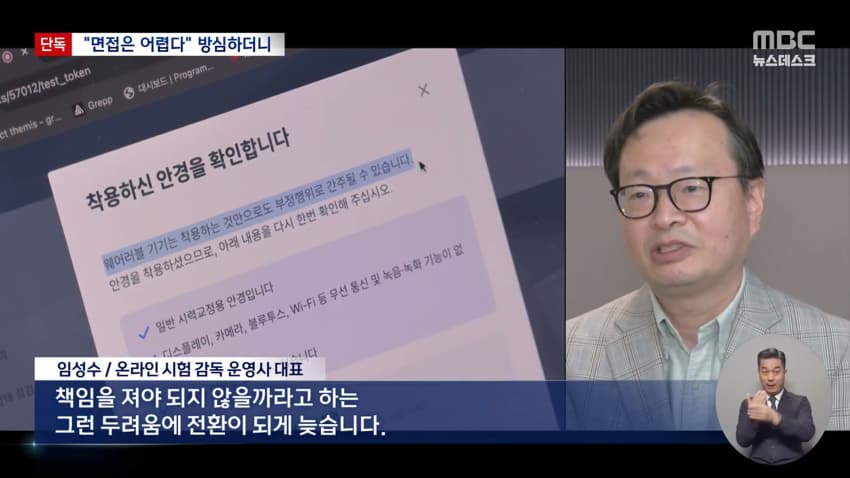 단독 "면접은 어렵다" 방심하더니
MBC
뉴스데스크
s/57012/test_token
Grepp
대시보드 | Program...
ct themis - gr...
착용하신 안경을 확인합니다
웨어러블 기기는 착용하는 것만으로도 부정행위로 간주될 수 있습니다.
안경을 착용하셨으므로, 아래 내용을 다시 한번 확인해 주십시오.
일반 시력교정용 안경입니다
디스플레이, 카메라, 블루투스, Wi-Fi 등 무선 통신 및 녹음·녹화 기능이 없
습니다
임성수 / 온라인 시험 감독 운영사 대표
책임을 져야 되지 않을까라고 하는
그런 두려움에 전환이 되게 늦습니다.